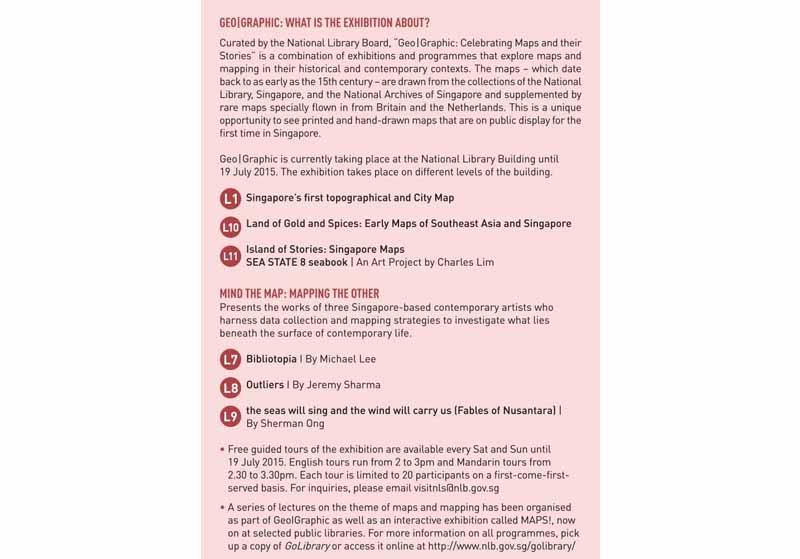 GEO|GRAPHIC: WHAT IS THE EXHIBITION ABOUT?
Curated by the National Library Board, “Geo|Graphic: Celebrating Maps and their
Stories” is a combination of exhibitions and programmes that explore maps and
mapping in their historical and contemporary contexts. The maps – which date
back to as early as the 15th century – are drawn from the collections of the National
Library, Singapore, and the National Archives of Singapore and supplemented by
rare maps specially flown in from Britain and the Netherlands. This is a unique
opportunity to see printed and hand-drawn maps that are on public display for the
first time in Singapore.
Geo|Graphic is currently taking place at the National Library Building until
19 July 2015. The exhibition takes place on different levels of the building.
L1 Singapore’s first topographical and City Map
L10 Land of Gold and Spices: Early Maps of Southeast Asia and Singapore
L11 Island of Stories: Singapore Maps
SEA STATE 8 seabook | An Art Project by Charles Lim
MIND THE MAP: MAPPING THE OTHER
Presents the works of three Singapore-based contemporary artists who
harness data collection and mapping strategies to investigate what lies
beneath the surface of contemporary life.
L7 Bibliotopia I By Michael Lee
L8 Outliers I By Jeremy Sharma
L9 the seas will sing and the wind will carry us (Fables of Nusantara) |
By Sherman Ong
• Free guided tours of the exhibition are available every Sat and Sun until
19 July 2015. English tours run from 2 to 3pm and Mandarin tours from
2.30 to 3.30pm. Each tour is limited to 20 participants on a first-come-first-
served basis. For inquiries, please email visitnls@nlb.gov.sg
• A series of lectures on the theme of maps and mapping has been organised
as part of GeoIGraphic as well as an interactive exhibition called MAPS!, now
on at selected public libraries. For more information on all programmes, pick
up a copy of GoLibrary or access it online at http://www.nlb.gov.sg/golibrary/